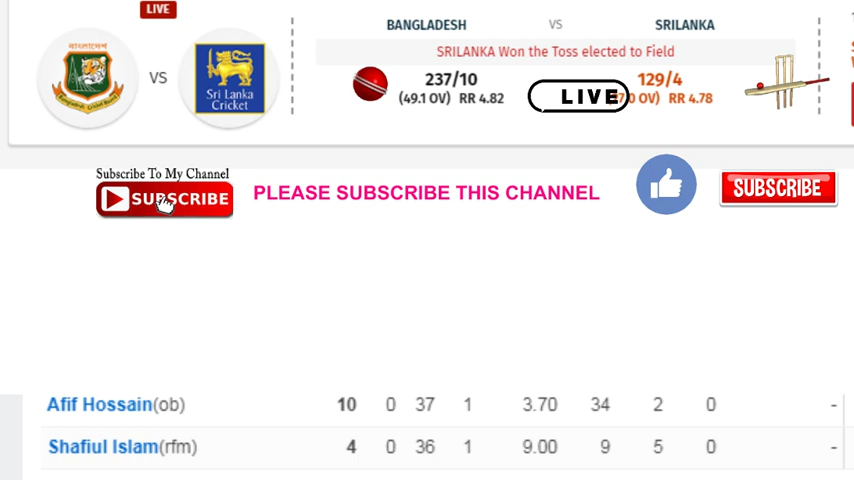 LIVE
BANGLADESH VS SRILANKA
SRILANKA Won the Toss elected to Field
VS
237/10 129/4
(49.1 OV) RR 4.82 LIVE OV) RR 4.78
Sri Lanka
Cricket
Subscribe To My Channel
SUBSCRIBE PLEASE SUBSCRIBE THIS CHANNEL SUBSCRIBE
Afif Hossain(ob) 10 0 37 1 3.70 34 2 0 -
Shafiul Islam(rfm) 4 0 36 1 9.00 9 5 0 -